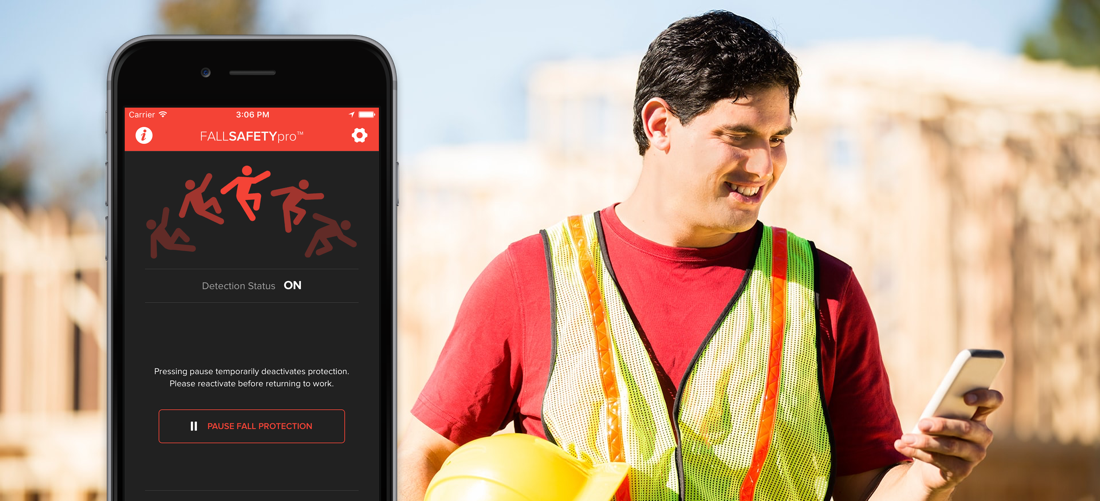 Carrier 3:06 PM
FALLSAFETYpro™
Detection Status ON
Pressing pause temporarily deactivates protection.
Please reactivate before returning to work.
PAUSE FALL PROTECTION